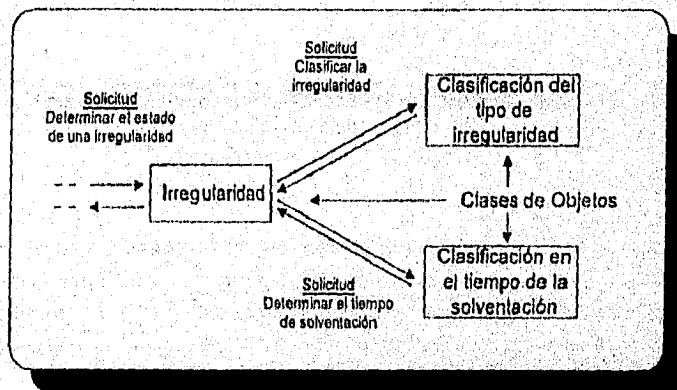 Solicitud
Clasificar la
irregularidad
Solicitud
Determinar el estado
de una irregularidad
Clasificación del
tipo de
irregularidad
Irregularidad
Clases de Objetos
Clasificación en
el tiempo de la
solventación
Solicitud
Determinar el tiempo
de solventación